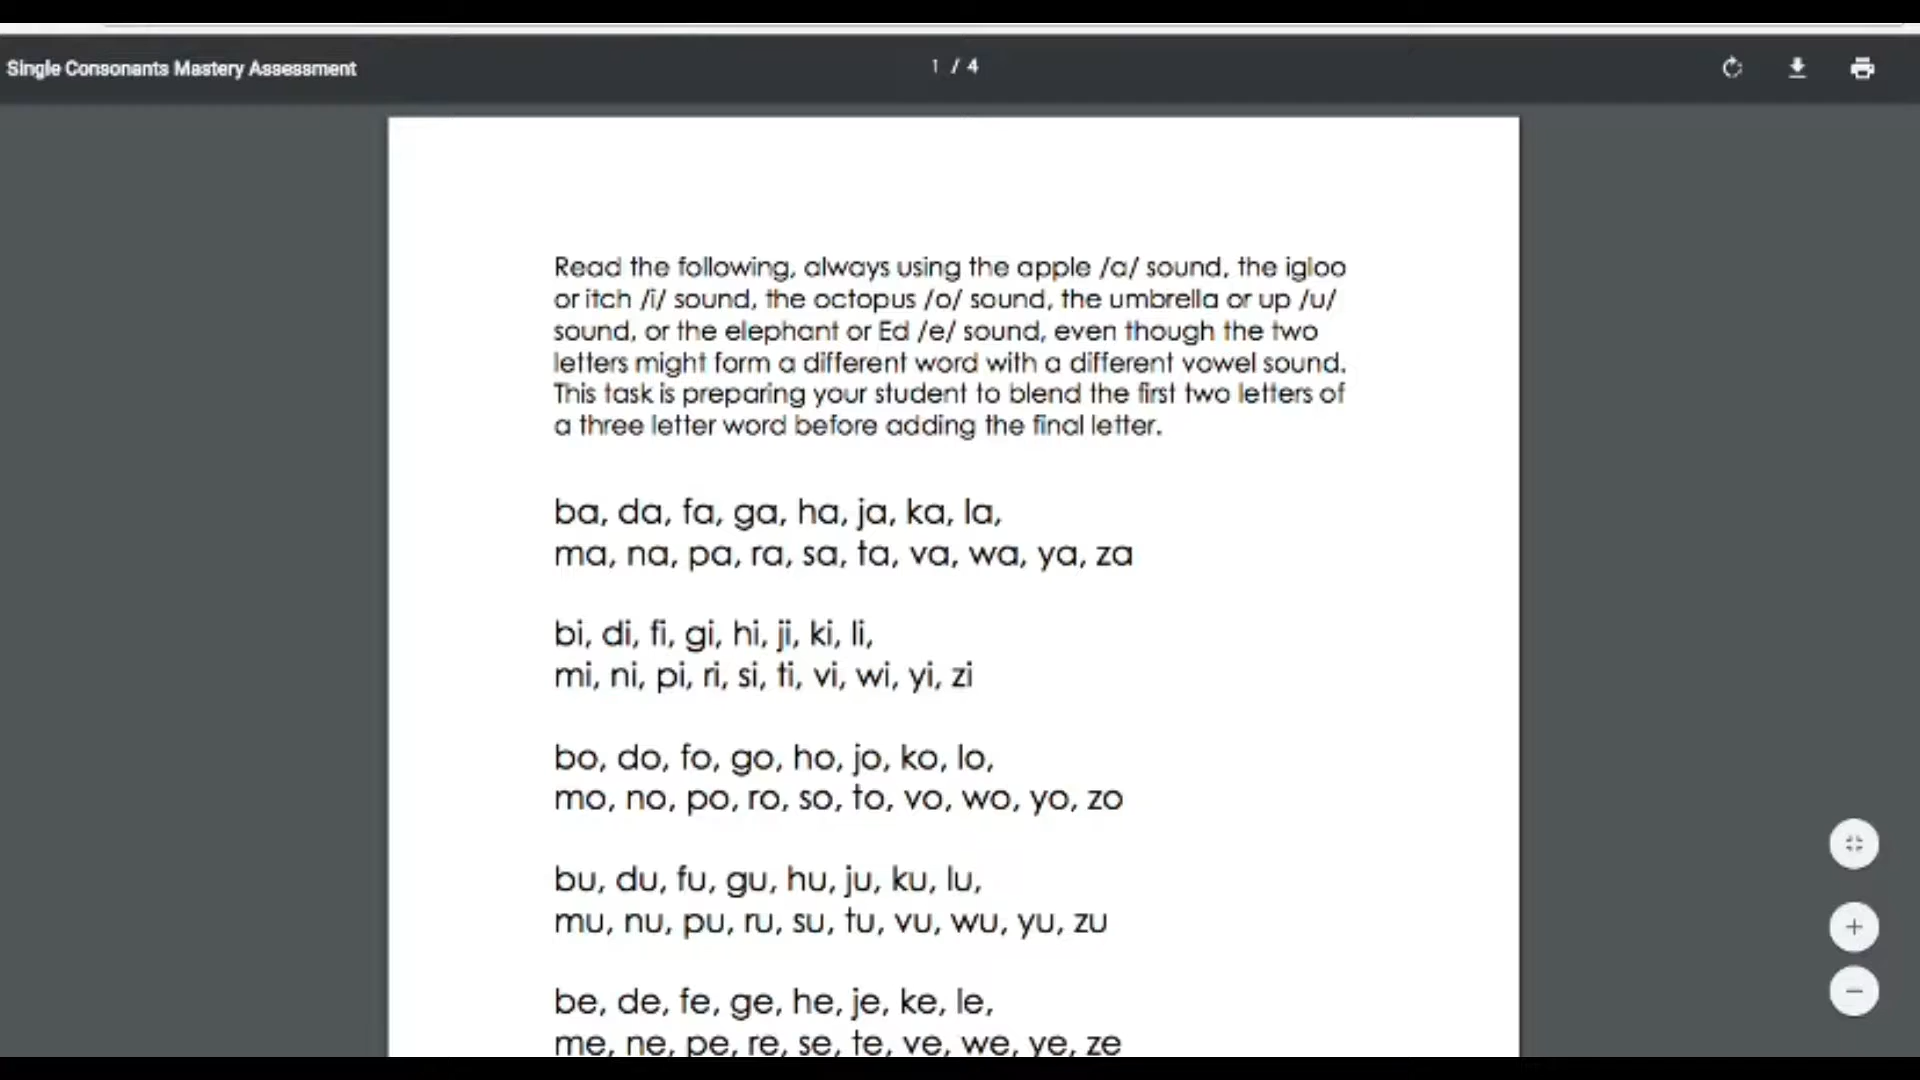 Single Consonants Mastery Assessment
1 / 4
Read the following, always using the apple /a/ sound, the igloo
or itch /i/ sound, the octopus /o/ sound, the umbrella or up /u/
sound, or the elephant or Ed /e/ sound, even though the two
letters might form a different word with a different vowel sound.
This task is preparing your student to blend the first two letters of
a three letter word before adding the final letter.
ba, da, fa, ga, ha, ja, ka, la,
ma, na, pa, ra, sa, ta, va, wa, ya, za
bi, di, fi, gi, hi, ji, ki, li,
mi, ni, pi, ri, si, ti, vi, wi, yi, zi
bo, do, fo, go, ho, jo, ko, lo,
mo, no, po, ro, so, to, vo, wo, yo, zo
bu, du, fu, gu, hu, ju, ku, lu,
mu, nu, pu, ru, su, tu, vu, wu, yu, zu
be, de, fe, ge, he, je, ke, le,
me, ne, pe, re, se, te, ve, we, ye, ze